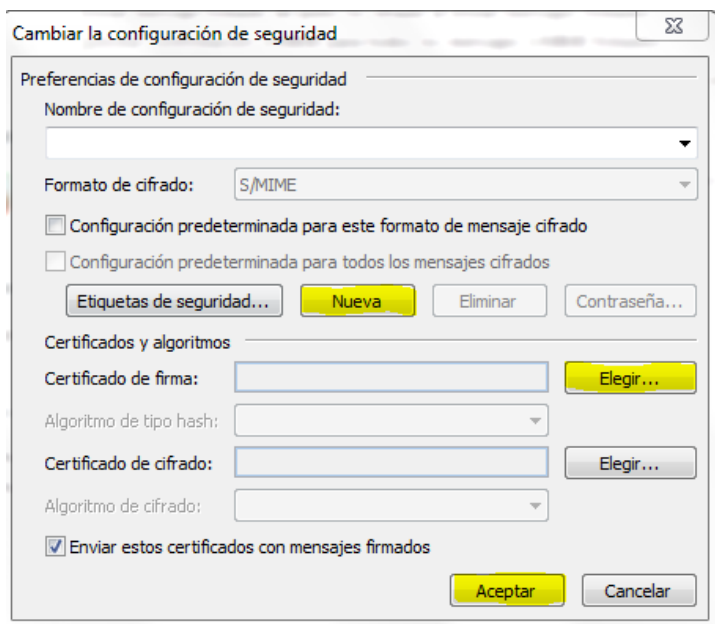 Cambiar la configuración de seguridad
Preferencias de configuración de seguridad
Nombre de configuración de seguridad:
Formato de cifrado: S/MIME
Configuración predeterminada para este formato de mensaje cifrado
Configuración predeterminada para todos los mensajes cifrados
Etiquetas de seguridad... Nueva Eliminar Contraseña...
Certificados y algoritmos
Certificado de firma: Elegir...
Algoritmo de tipo hash:
Certificado de cifrado: Elegir...
Algoritmo de cifrado:
Enviar estos certificados con mensajes firmados
Aceptar Cancelar